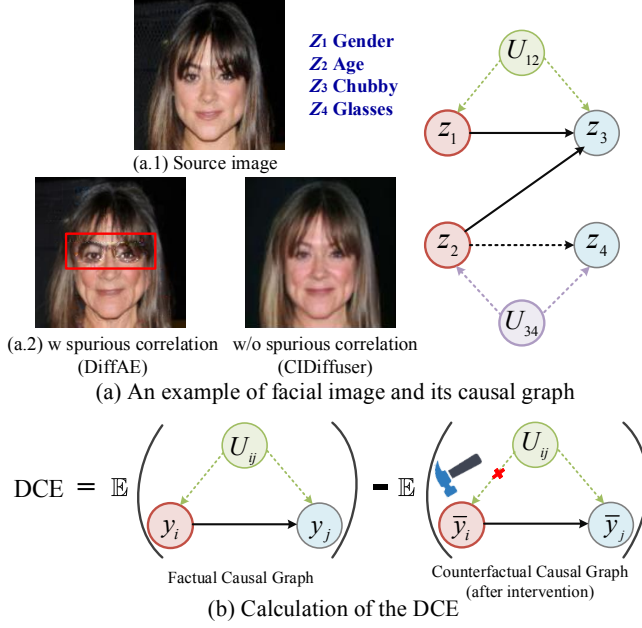 Z1 Gender
Z2 Age
Z3 Chubby
Z4 Glasses
U12
z1
z3
(a.1) Source image
z2
z4
U34
(a.2) w spurious correlation
(DiffAE)
w/o spurious correlation
(CIDiffuser)
(a) An example of facial image and its causal graph
DCE = 𝔼 ( Uij yi yj ) - 𝔼 ( Uij y̅i y̅j )
Factual Causal Graph
Counterfactual Causal Graph
(after intervention)
(b) Calculation of the DCE